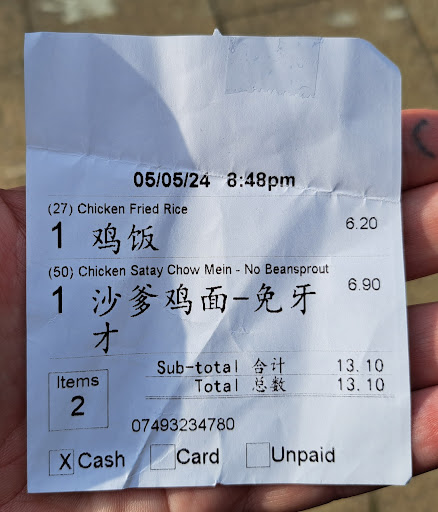 05/05/24 8:48pm
(27) Chicken Fried Rice
1 鸡饭 6.20
(50) Chicken Satay Chow Mein - No Beansprout
1 沙爹鸡面-免牙 6.90
才
Sub-total 合计 13.10
Total 总数 13.10
Items
2
07493234780
X Cash Card Unpaid